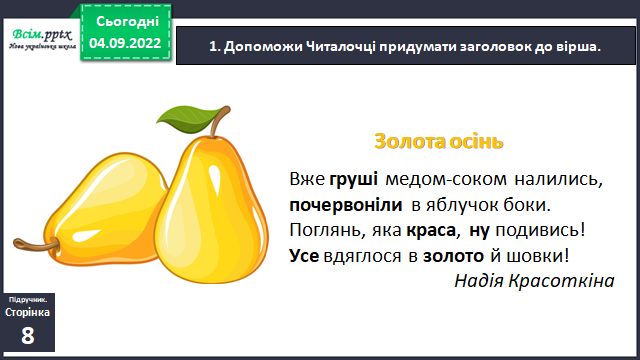 Всім.pptx
Нова українська школа
Сьогодні
04.09.2022
1. Допоможи Читалочці придумати заголовок до вірша.
Золота осінь
Вже груші медом-соком налились,
почервоніли в яблучок боки.
Поглянь, яка краса, ну подивись!
Усе вдяглося в золото й шовки!
Надія Красоткіна
Підручник.
Сторінка
8